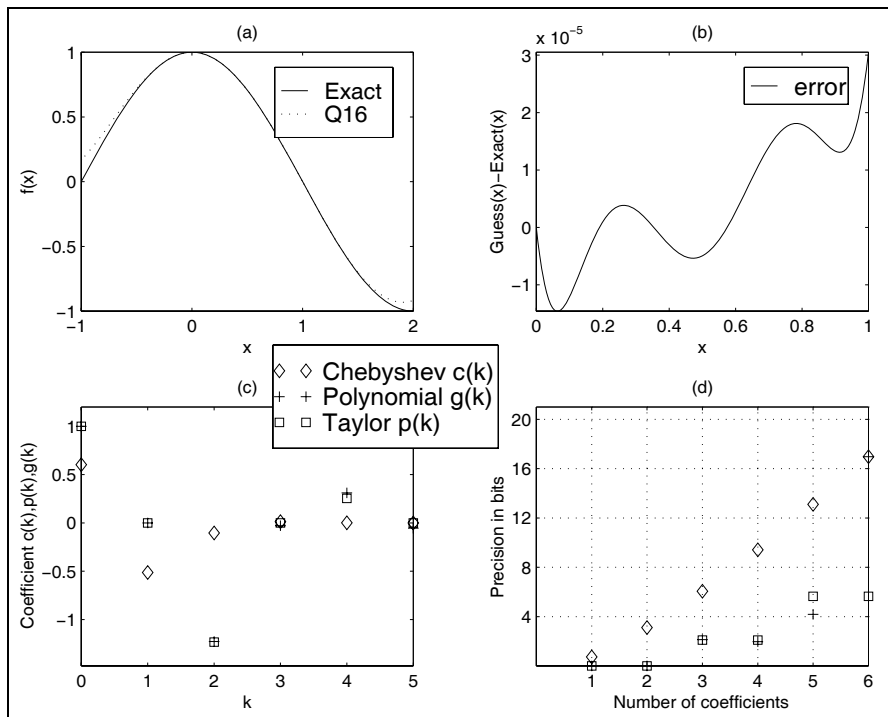 (a)
1
0.5
0
−0.5
−1
f(x)
Exact
Q16
−1
0
1
2
x
(b)
x 10⁻⁵
3
2
1
0
−1
Guess(x)−Exact(x)
error
0
0.2
0.4
0.6
0.8
1
x
Chebyshev c(k)
Polynomial g(k)
Taylor p(k)
(c)
1
0.5
0
−0.5
−1
Coefficient c(k),p(k),g(k)
0
1
2
3
4
5
k
(d)
20
16
12
8
4
Precision in bits
1
2
3
4
5
6
Number of coefficients